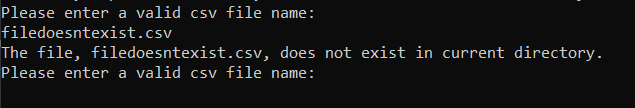 Please enter a valid csv file name:
filedoesntexist.csv
The file, filedoesntexist.csv, does not exist in current directory.
Please enter a valid csv file name: